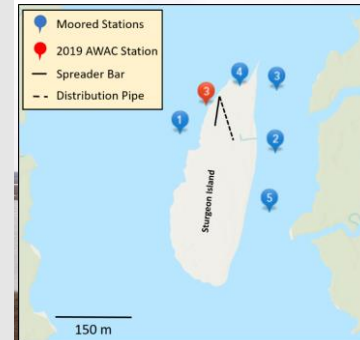 Moored Stations
2019 AWAC Station
Spreader Bar
Distribution Pipe
4
3
3
1
2
5
Sturgeon Island
150 m